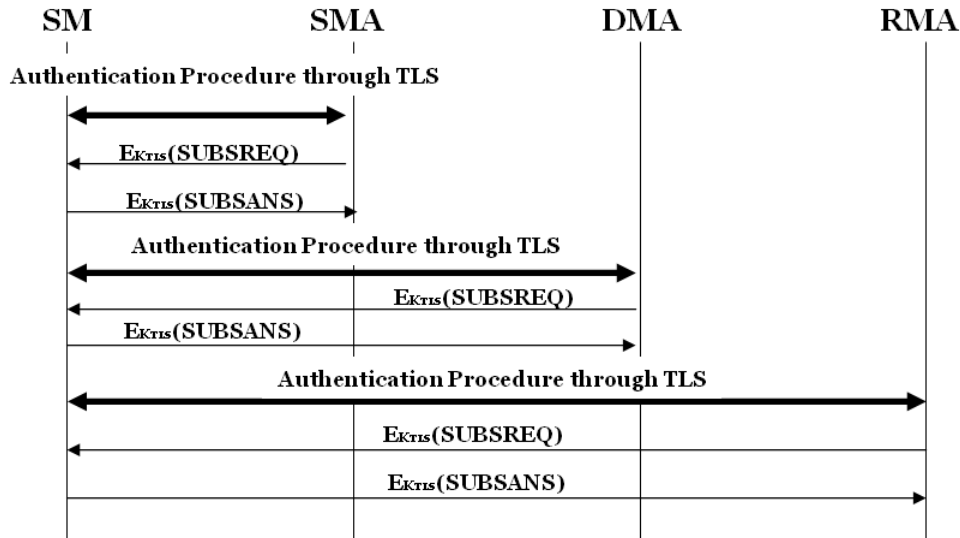 SM SMA DMA RMA
Authentication Procedure through TLS
EKTLS(SUBSREQ)
EKTLS(SUBSANS)
Authentication Procedure through TLS
EKTLS(SUBSREQ)
EKTLS(SUBSANS)
Authentication Procedure through TLS
EKTLS(SUBSREQ)
EKTLS(SUBSANS)